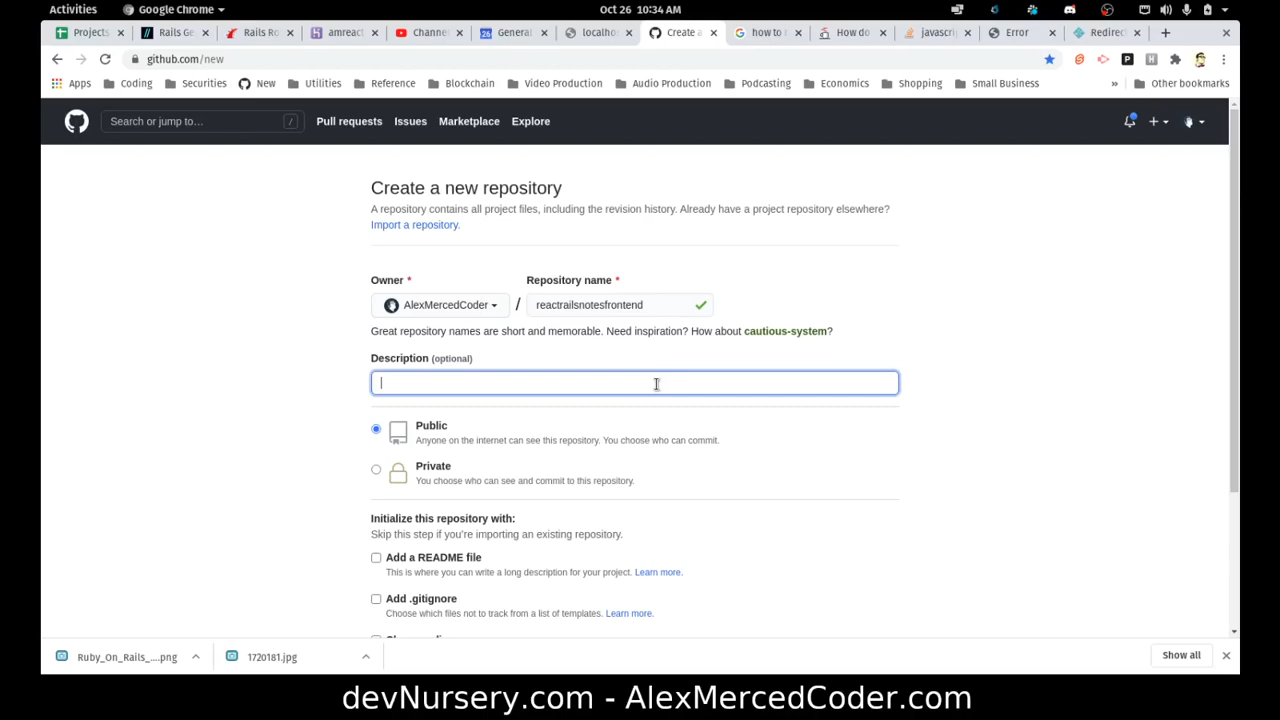 Activities
Google Chrome
Oct 26 10:34 AM
Projects
Rails Ge
Rails Ro
amreact
Channel
26 General
localho
Create a
how to
How do
javascri
Error
Redirec
github.com/new
Apps
Coding
Securities
New
Utilities
Reference
Blockchain
Video Production
Audio Production
Podcasting
Economics
Shopping
Small Business
»
Other bookmarks
Search or jump to…
/
Pull requests
Issues
Marketplace
Explore
Create a new repository
A repository contains all project files, including the revision history. Already have a project repository elsewhere?
Import a repository.
Owner *
Repository name *
AlexMercedCoder
/
reactrailsnotesfrontend
Great repository names are short and memorable. Need inspiration? How about cautious-system?
Description (optional)
Public
Anyone on the internet can see this repository. You choose who can commit.
Private
You choose who can see and commit to this repository.
Initialize this repository with:
Skip this step if you're importing an existing repository.
Add a README file
This is where you can write a long description for your project. Learn more.
Add .gitignore
Choose which files not to track from a list of templates. Learn more.
Ruby_On_Rails_....png
1720181.jpg
Show all
devNursery.com - AlexMercedCoder.com